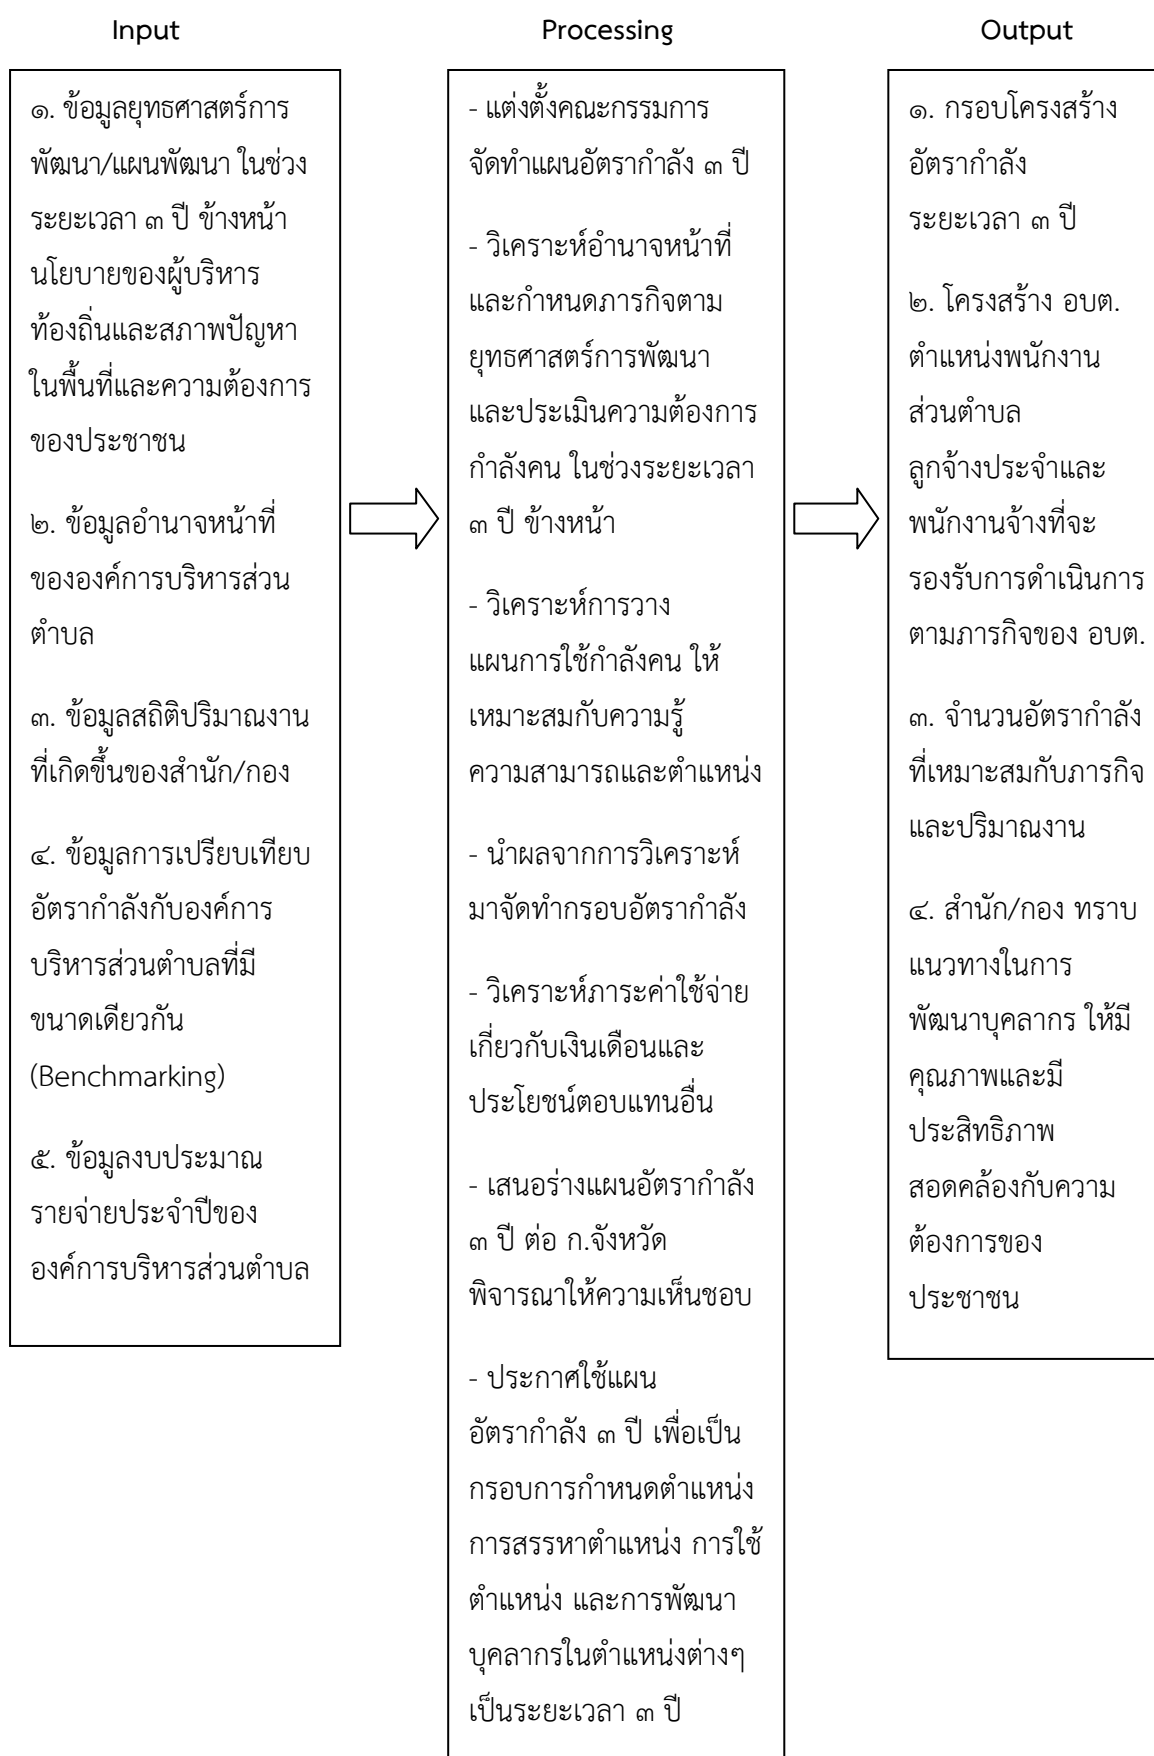 Input
๑. ข้อมูลยุทธศาสตร์การ
พัฒนา/แผนพัฒนา ในช่วง
ระยะเวลา ๓ ปี ข้างหน้า
นโยบายของผู้บริหาร
ท้องถิ่นและสภาพปัญหา
ในพื้นที่และความต้องการ
ของประชาชน
๒. ข้อมูลอำนาจหน้าที่
ขององค์การบริหารส่วน
ตำบล
๓. ข้อมูลสถิติปริมาณงาน
ที่เกิดขึ้นของสำนัก/กอง
๔. ข้อมูลการเปรียบเทียบ
อัตรากำลังกับองค์การ
บริหารส่วนตำบลที่มี
ขนาดเดียวกัน
(Benchmarking)
๕. ข้อมูลงบประมาณ
รายจ่ายประจำปีของ
องค์การบริหารส่วนตำบล
Processing
- แต่งตั้งคณะกรรมการ
จัดทำแผนอัตรากำลัง ๓ ปี
- วิเคราะห์อำนาจหน้าที่
และกำหนดภารกิจตาม
ยุทธศาสตร์การพัฒนา
และประเมินความต้องการ
กำลังคน ในช่วงระยะเวลา
๓ ปี ข้างหน้า
- วิเคราะห์การวาง
แผนการใช้กำลังคน ให้
เหมาะสมกับความรู้
ความสามารถและตำแหน่ง
- นำผลจากการวิเคราะห์
มาจัดทำกรอบอัตรากำลัง
- วิเคราะห์ภาระค่าใช้จ่าย
เกี่ยวกับเงินเดือนและ
ประโยชน์ตอบแทนอื่น
- เสนอร่างแผนอัตรากำลัง
๓ ปี ต่อ ก.จังหวัด
พิจารณาให้ความเห็นชอบ
- ประกาศใช้แผน
อัตรากำลัง ๓ ปี เพื่อเป็น
กรอบการกำหนดตำแหน่ง
การสรรหาตำแหน่ง การใช้
ตำแหน่ง และการพัฒนา
บุคลากรในตำแหน่งต่างๆ
เป็นระยะเวลา ๓ ปี
Output
๑. กรอบโครงสร้าง
อัตรากำลัง
ระยะเวลา ๓ ปี
๒. โครงสร้าง อบต.
ตำแหน่งพนักงาน
ส่วนตำบล
ลูกจ้างประจำและ
พนักงานจ้างที่จะ
รองรับการดำเนินการ
ตามภารกิจของ อบต.
๓. จำนวนอัตรากำลัง
ที่เหมาะสมกับภารกิจ
และปริมาณงาน
๔. สำนัก/กอง ทราบ
แนวทางในการ
พัฒนาบุคลากร ให้มี
คุณภาพและมี
ประสิทธิภาพ
สอดคล้องกับความ
ต้องการของ
ประชาชน